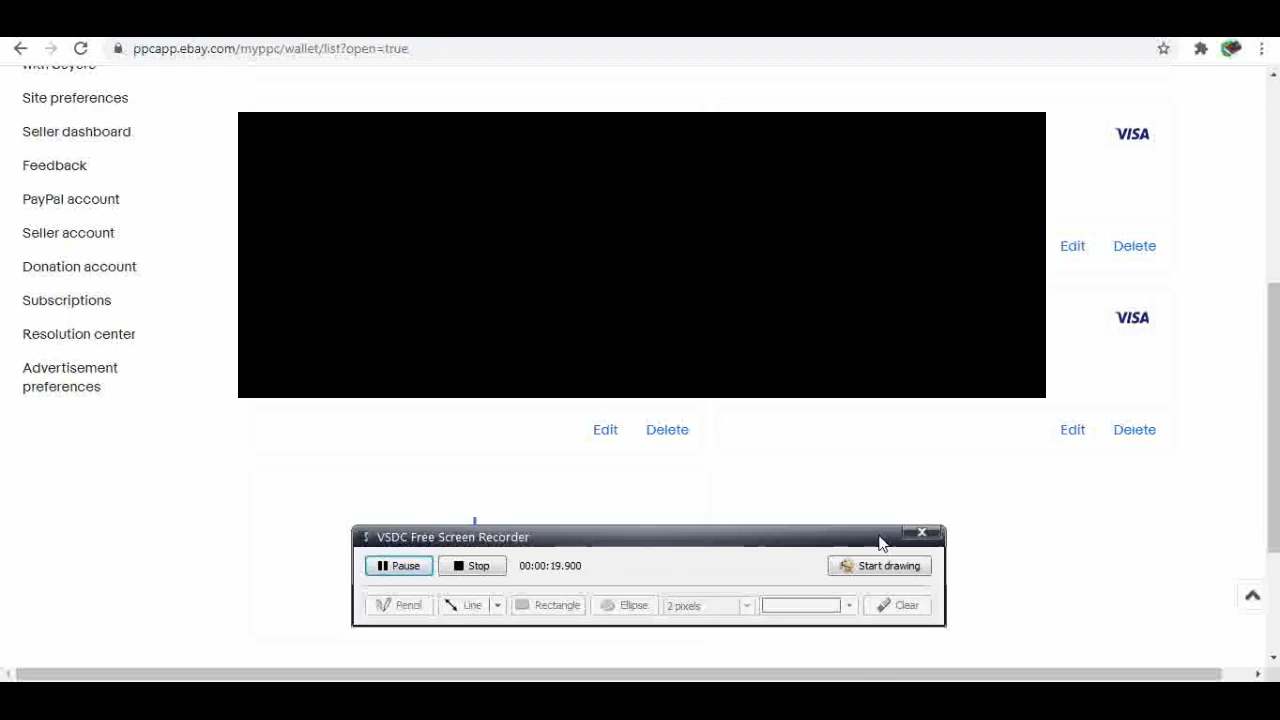 ppcapp.ebay.com/myppc/wallet/list?open=true
Site preferences
Seller dashboard
Feedback
PayPal account
Seller account
Donation account
Subscriptions
Resolution center
Advertisement
preferences
VISA
Edit Delete
VISA
Edit Delete
Edit Delete
VSDC Free Screen Recorder
Pause Stop 00:00:19.900 Start drawing
Pencil Line Rectangle Ellipse 2 pixels Clear